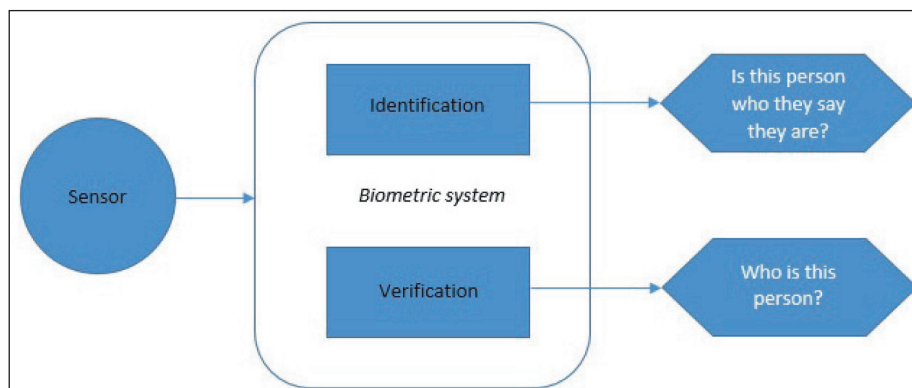 Sensor
Identification
Biometric system
Verification
Is this person
who they say
they are?
Who is this
person?